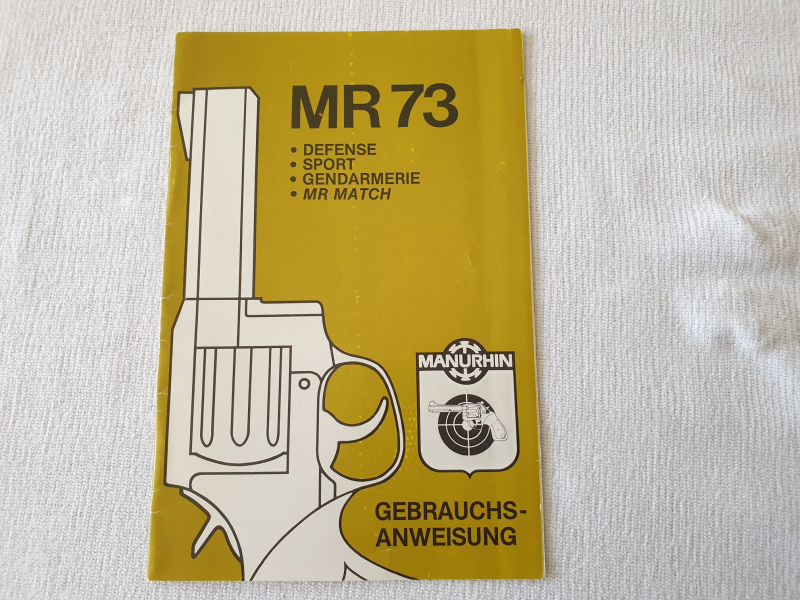 MR 73
• DEFENSE
• SPORT
• GENDARMERIE
• MR MATCH
MANURHIN
GEBRAUCHS-
ANWEISUNG